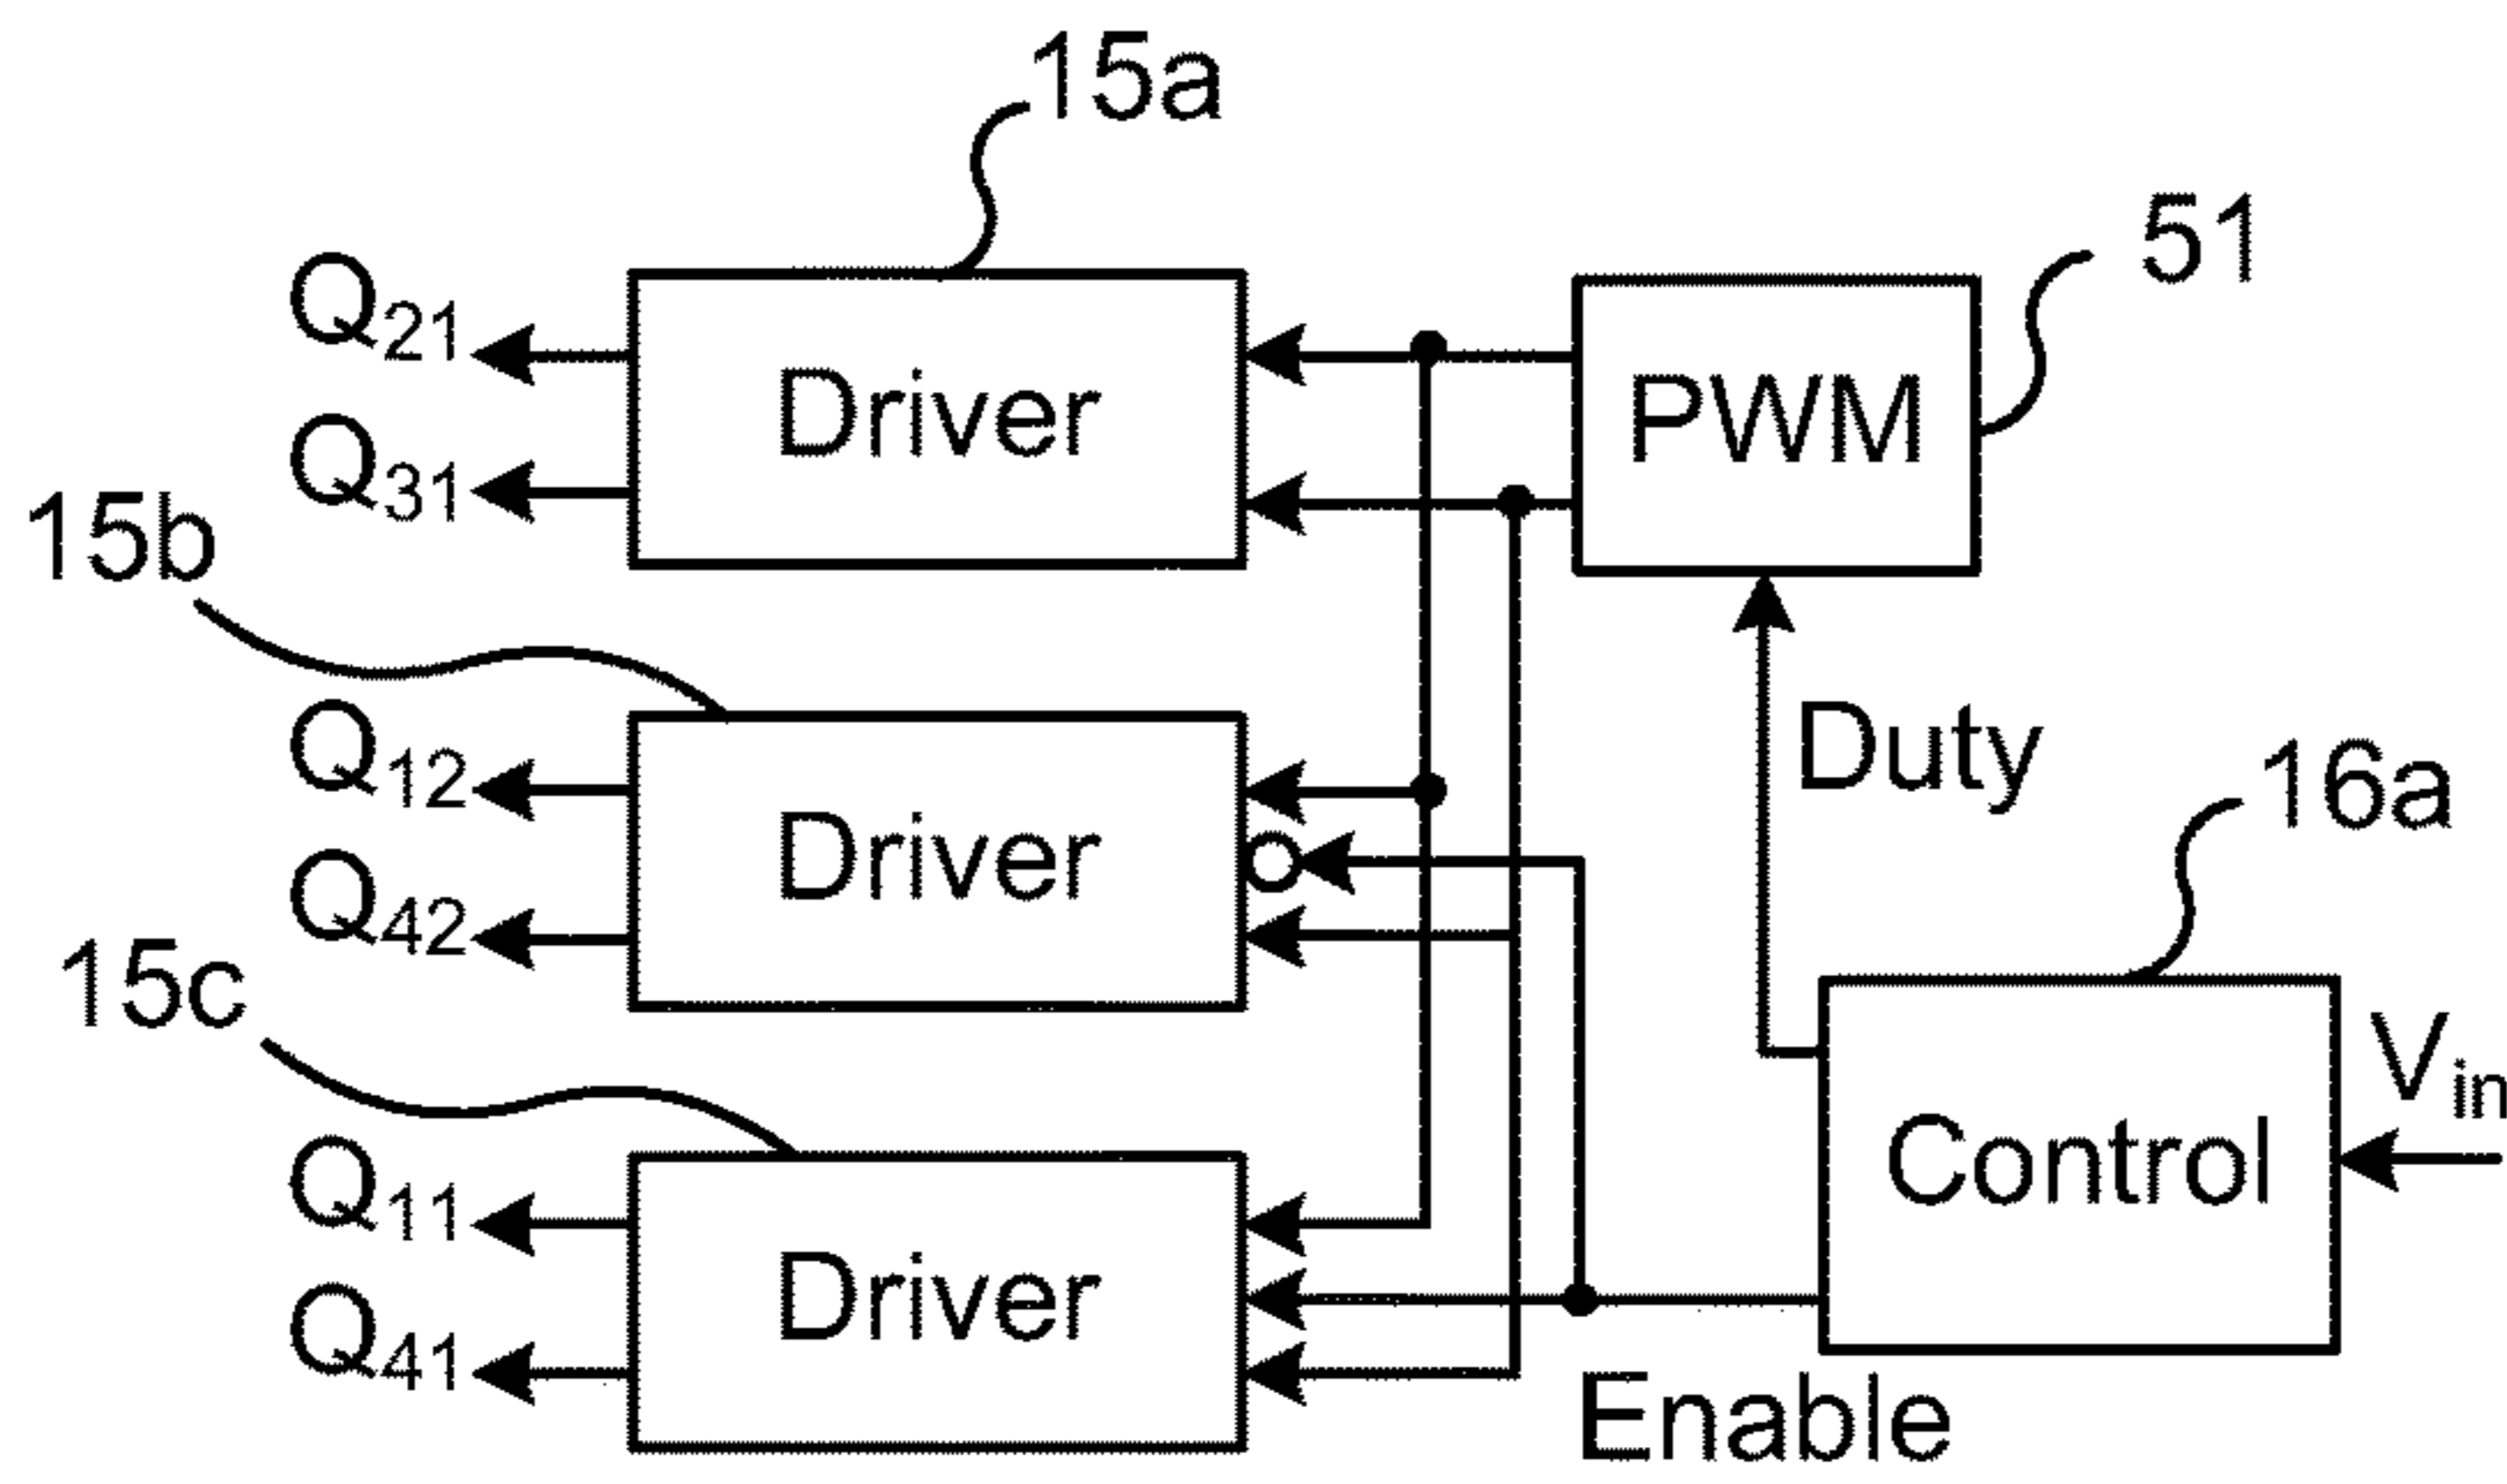 15a
51
Q21
Driver
PWM
Q31
15b
Q12
Driver
Duty
16a
Q42
15c
Vin
Q11
Control
Driver
Q41
Enable